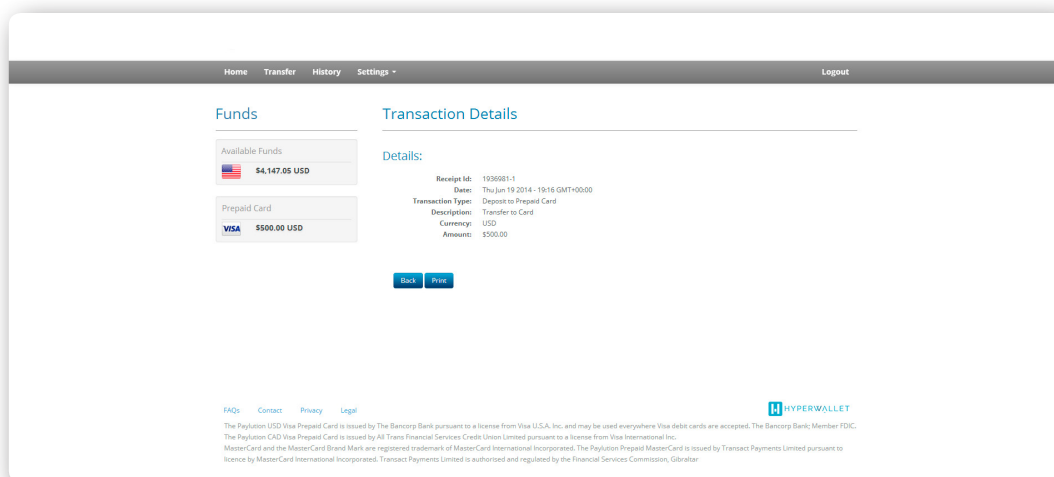 Home Transfer History Settings Logout
Funds
Available Funds
$4,147.05 USD
Prepaid Card
VISA $500.00 USD
Transaction Details
Details:
Receipt Id: 1936981-1
Date: Thu Jun 19 2014 - 19:16 GMT+00:00
Transaction Type: Deposit to Prepaid Card
Description: Transfer to Card
Currency: USD
Amount: $500.00
Back Print
FAQs Contact Privacy Legal
HYPERWALLET
The Paylution USD Visa Prepaid Card is issued by The Bancorp Bank pursuant to a license from Visa U.S.A. Inc. and may be used everywhere Visa debit cards are accepted. The Bancorp Bank; Member FDIC.
The Paylution CAD Visa Prepaid Card is issued by All Trans Financial Services Credit Union Limited pursuant to a license from Visa International Inc.
MasterCard and the MasterCard Brand Mark are registered trademark of MasterCard International Incorporated. The Paylution Prepaid MasterCard is issued by Transact Payments Limited pursuant to
licence by MasterCard International Incorporated. Transact Payments Limited is authorised and regulated by the Financial Services Commission, Gibraltar